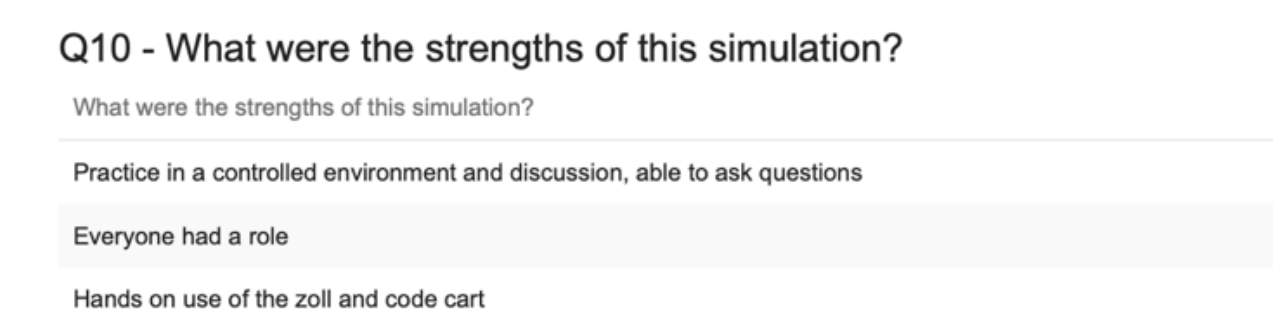 Q10 - What were the strengths of this simulation?
What were the strengths of this simulation?
Practice in a controlled environment and discussion, able to ask questions
Everyone had a role
Hands on use of the zoll and code cart